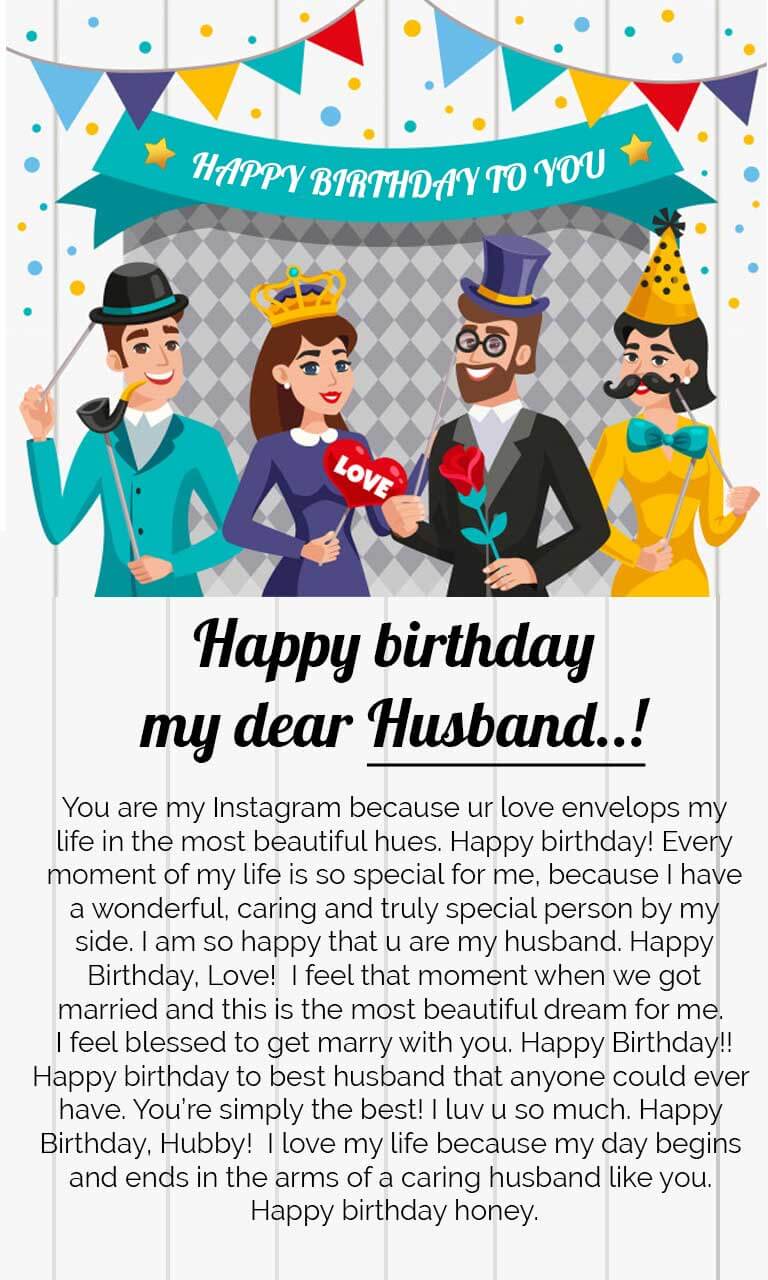 HAPPY BIRTHDAY TO YOU
LOVE
Happy birthday
my dear Husband..!
You are my Instagram because ur love envelops my
life in the most beautiful hues. Happy birthday! Every
moment of my life is so special for me, because I have
a wonderful, caring and truly special person by my
side. I am so happy that u are my husband. Happy
Birthday, Love!  I feel that moment when we got
married and this is the most beautiful dream for me.
I feel blessed to get marry with you. Happy Birthday!!
Happy birthday to best husband that anyone could ever
have. You're simply the best! I luv u so much. Happy
Birthday, Hubby!  I love my life because my day begins
and ends in the arms of a caring husband like you.
Happy birthday honey.